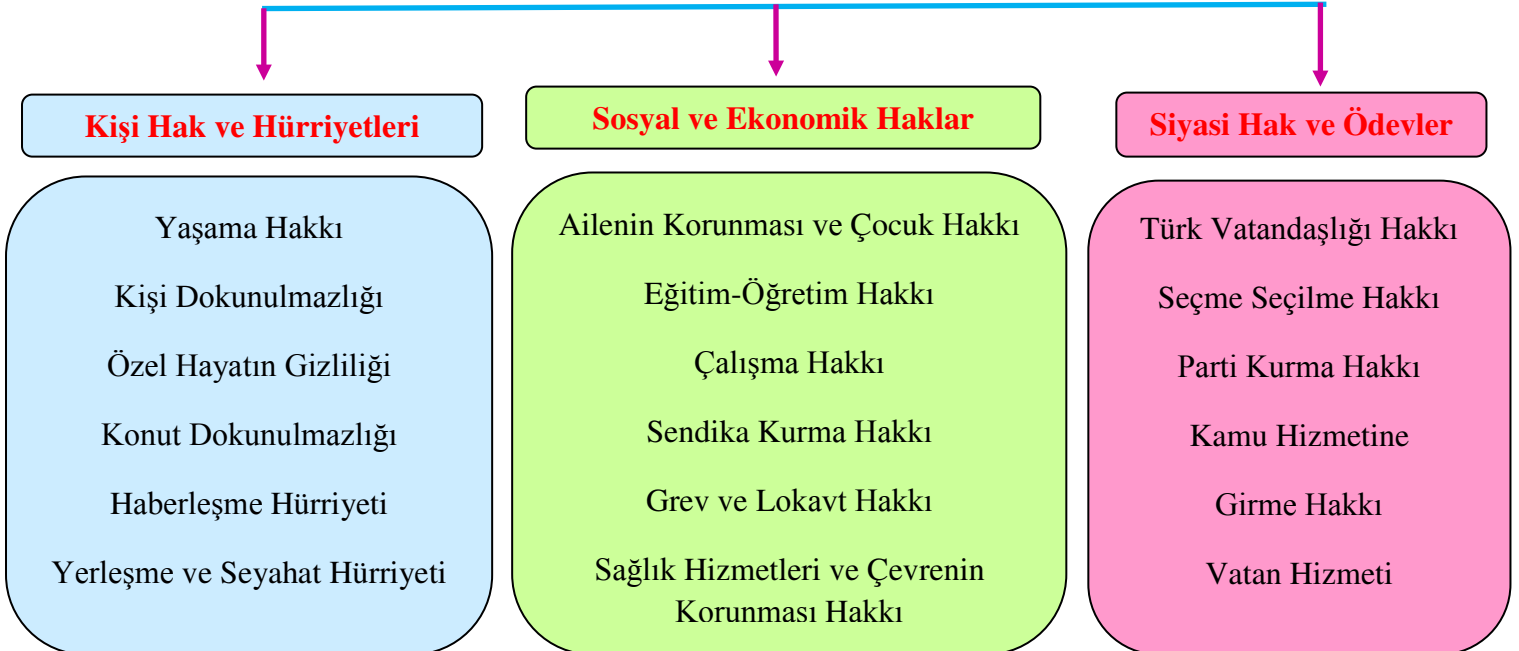 Kişi Hak ve Hürriyetleri
Yaşama Hakkı
Kişi Dokunulmazlığı
Özel Hayatın Gizliliği
Konut Dokunulmazlığı
Haberleşme Hürriyeti
Yerleşme ve Seyahat Hürriyeti
Sosyal ve Ekonomik Haklar
Ailenin Korunması ve Çocuk Hakkı
Eğitim-Öğretim Hakkı
Çalışma Hakkı
Sendika Kurma Hakkı
Grev ve Lokavt Hakkı
Sağlık Hizmetleri ve Çevrenin
Korunması Hakkı
Siyasi Hak ve Ödevler
Türk Vatandaşlığı Hakkı
Seçme Seçilme Hakkı
Parti Kurma Hakkı
Kamu Hizmetine
Girme Hakkı
Vatan Hizmeti